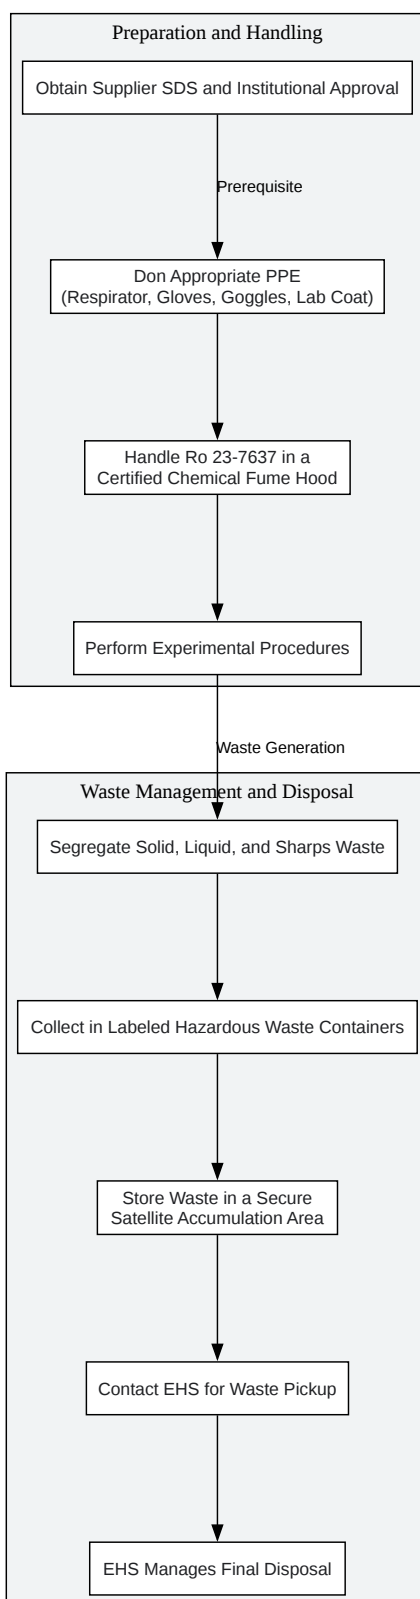 Preparation and Handling
Obtain Supplier SDS and Institutional Approval
Prerequisite
Don Appropriate PPE
(Respirator, Gloves, Goggles, Lab Coat)
Handle Ro 23-7637 in a
Certified Chemical Fume Hood
Perform Experimental Procedures
Waste Generation
Waste Management and Disposal
Segregate Solid, Liquid, and Sharps Waste
Collect in Labeled Hazardous Waste Containers
Store Waste in a Secure
Satellite Accumulation Area
Contact EHS for Waste Pickup
EHS Manages Final Disposal